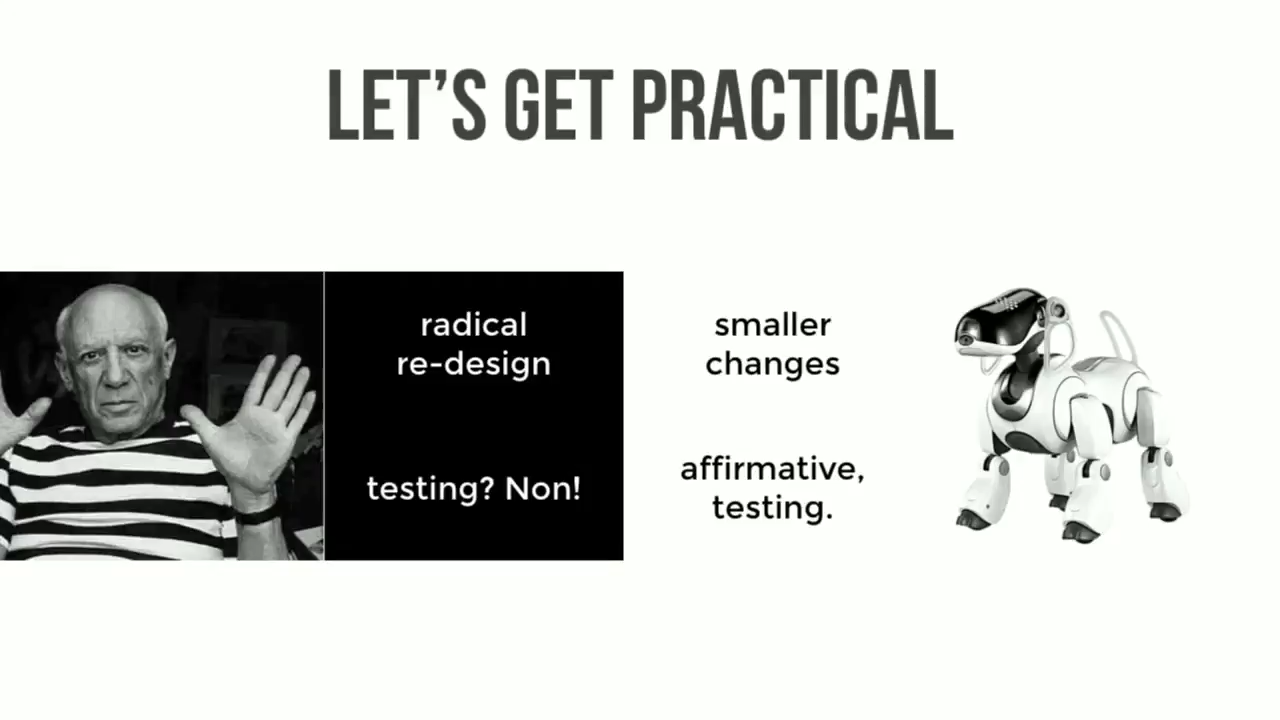 LET'S GET PRACTICAL
radical
re-design
testing? Non!
smaller
changes
affirmative,
testing.